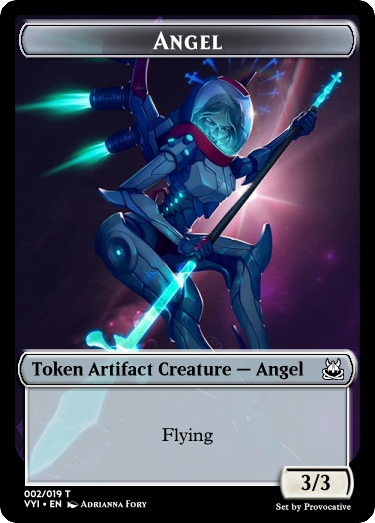 ANGEL
Token Artifact Creature — Angel
Flying
3/3
002/019 T
VYI • EN Adrianna Fory
Set by Provocative